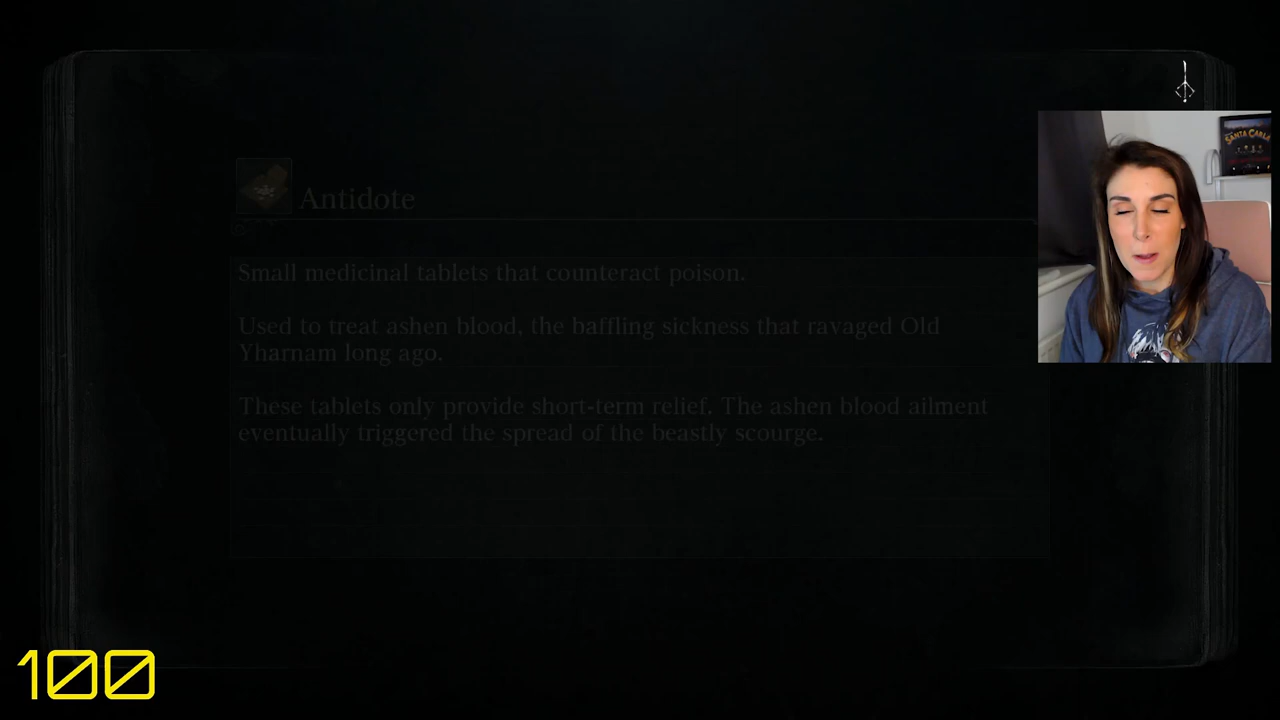 SANTA CARLA
Antidote
Small medicinal tablets that counteract poison.
Used to treat ashen blood, the baffling sickness that ravaged Old
Yharnam long ago.
These tablets only provide short-term relief. The ashen blood ailment
eventually triggered the spread of the beastly scourge.
100